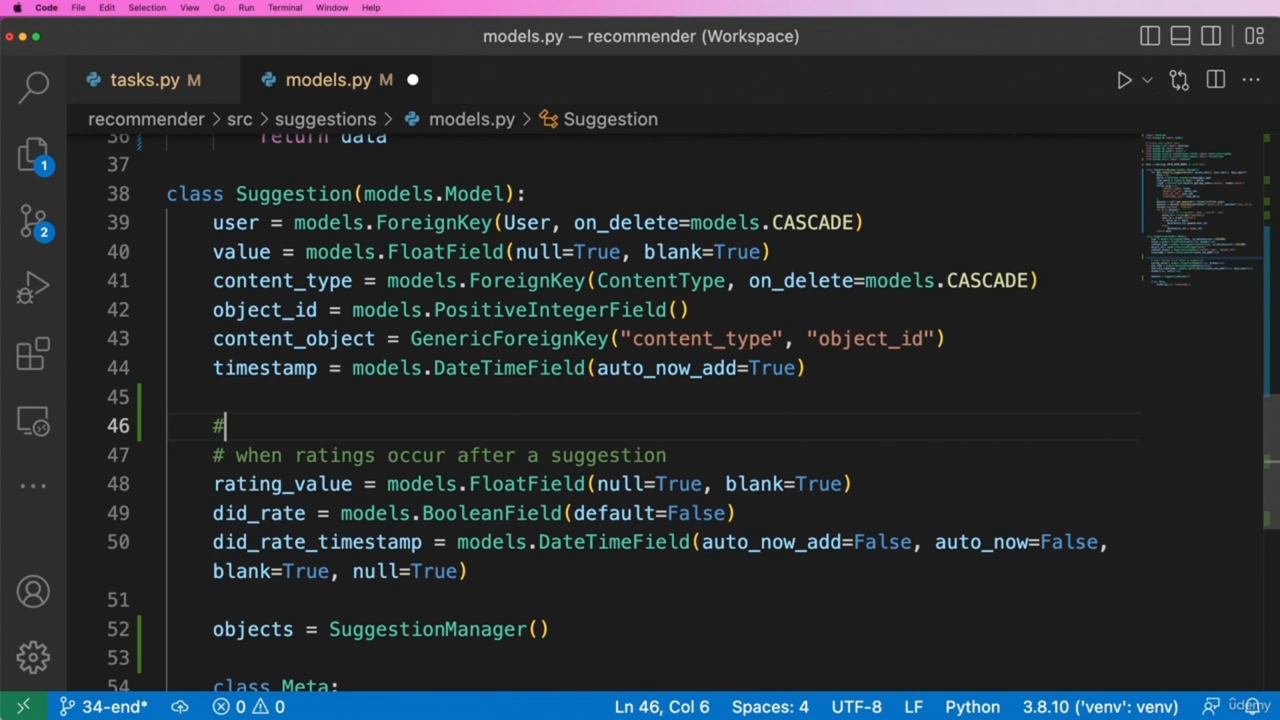 Code File Edit Selection View Go Run Terminal Window Help
models.py — recommender (Workspace)
tasks.py M models.py M
recommender > src > suggestions > models.py > Suggestion
36 return data
37
38 class Suggestion(models.Model):
39 user = models.ForeignKey(User, on_delete=models.CASCADE)
40 value = models.FloatField(null=True, blank=True)
41 content_type = models.ForeignKey(ContentType, on_delete=models.CASCADE)
42 object_id = models.PositiveIntegerField()
43 content_object = GenericForeignKey("content_type", "object_id")
44 timestamp = models.DateTimeField(auto_now_add=True)
45
46 #
47 # when ratings occur after a suggestion
48 rating_value = models.FloatField(null=True, blank=True)
49 did_rate = models.BooleanField(default=False)
50 did_rate_timestamp = models.DateTimeField(auto_now_add=False, auto_now=False,
blank=True, null=True)
51
52 objects = SuggestionManager()
53
54 class Meta:
1
2
34-end* 0 0 Ln 46, Col 6 Spaces: 4 UTF-8 LF Python 3.8.10 ('venv': venv)
udemy